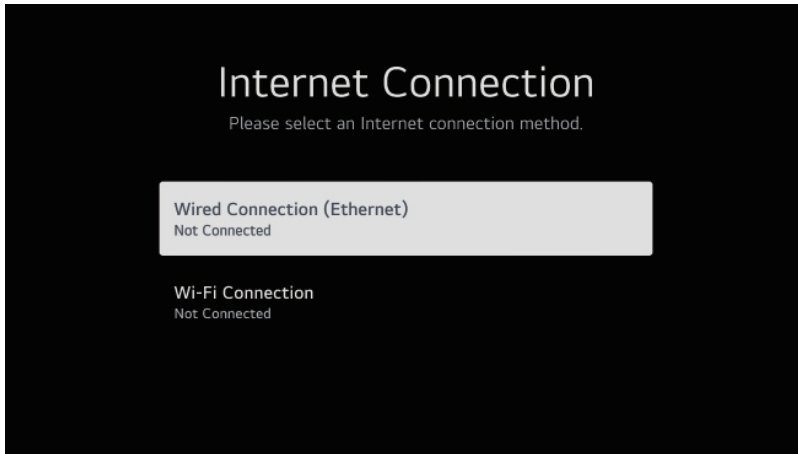 Internet Connection
Please select an Internet connection method.
Wired Connection (Ethernet)
Not Connected
Wi-Fi Connection
Not Connected